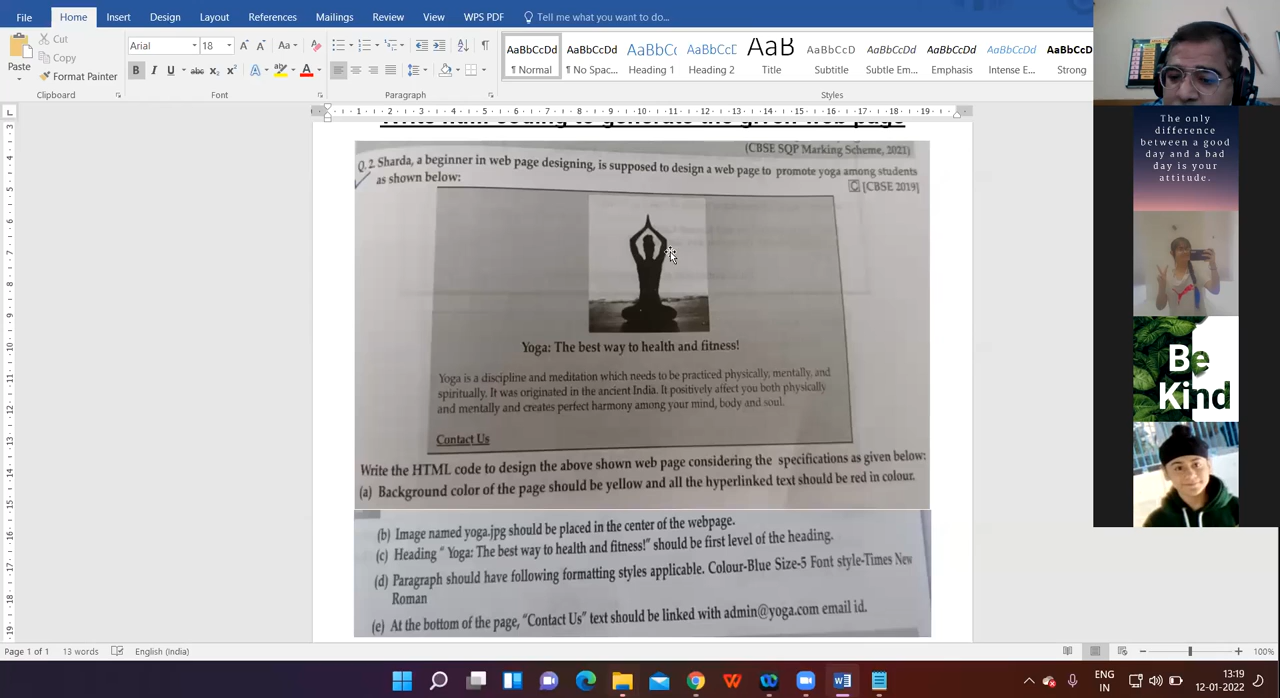 File Home Insert Design Layout References Mailings Review View WPS PDF Tell me what you want to do...
Cut
Copy
Paste
Format Painter
Clipboard
Arial 18
Font
Paragraph
AaBbCcDd AaBbCcDd AaBbCc AaBbCcD AaB AaBbCcD AaBbCcDd AaBbCcDd AaBbCcDd AaBbCcD
¶ Normal ¶ No Spac... Heading 1 Heading 2 Title Subtitle Subtle Em... Emphasis Intense E... Strong
Styles
Write html coding to generate the given web page
(CBSE SQP Marking Scheme, 2021)
Q. 2. Sharda, a beginner in web page designing, is supposed to design a web page to promote yoga among students
as shown below:
C [CBSE 2019]
Yoga: The best way to health and fitness!
Yoga is a discipline and meditation which needs to be practiced physically, mentally, and
spiritually. It was originated in the ancient India. It positively affect you both physically
and mentally and creates perfect harmony among your mind, body and soul.
Contact Us
Write the HTML code to design the above shown web page considering the specifications as given below:
(a) Background color of the page should be yellow and all the hyperlinked text should be red in colour.
(b) Image named yoga.jpg should be placed in the center of the webpage.
(c) Heading " Yoga: The best way to health and fitness!" should be first level of the heading.
(d) Paragraph should have following formatting styles applicable. Colour-Blue Size-5 Font style-Times New
Roman
(e) At the bottom of the page, "Contact Us" text should be linked with admin@yoga.com email id.
The only
difference
between a good
day and a bad
day is your
attitude.
Be
Kind
Page 1 of 1 13 words English (India) 100%
ENG
IN
13:19
12-01-2022